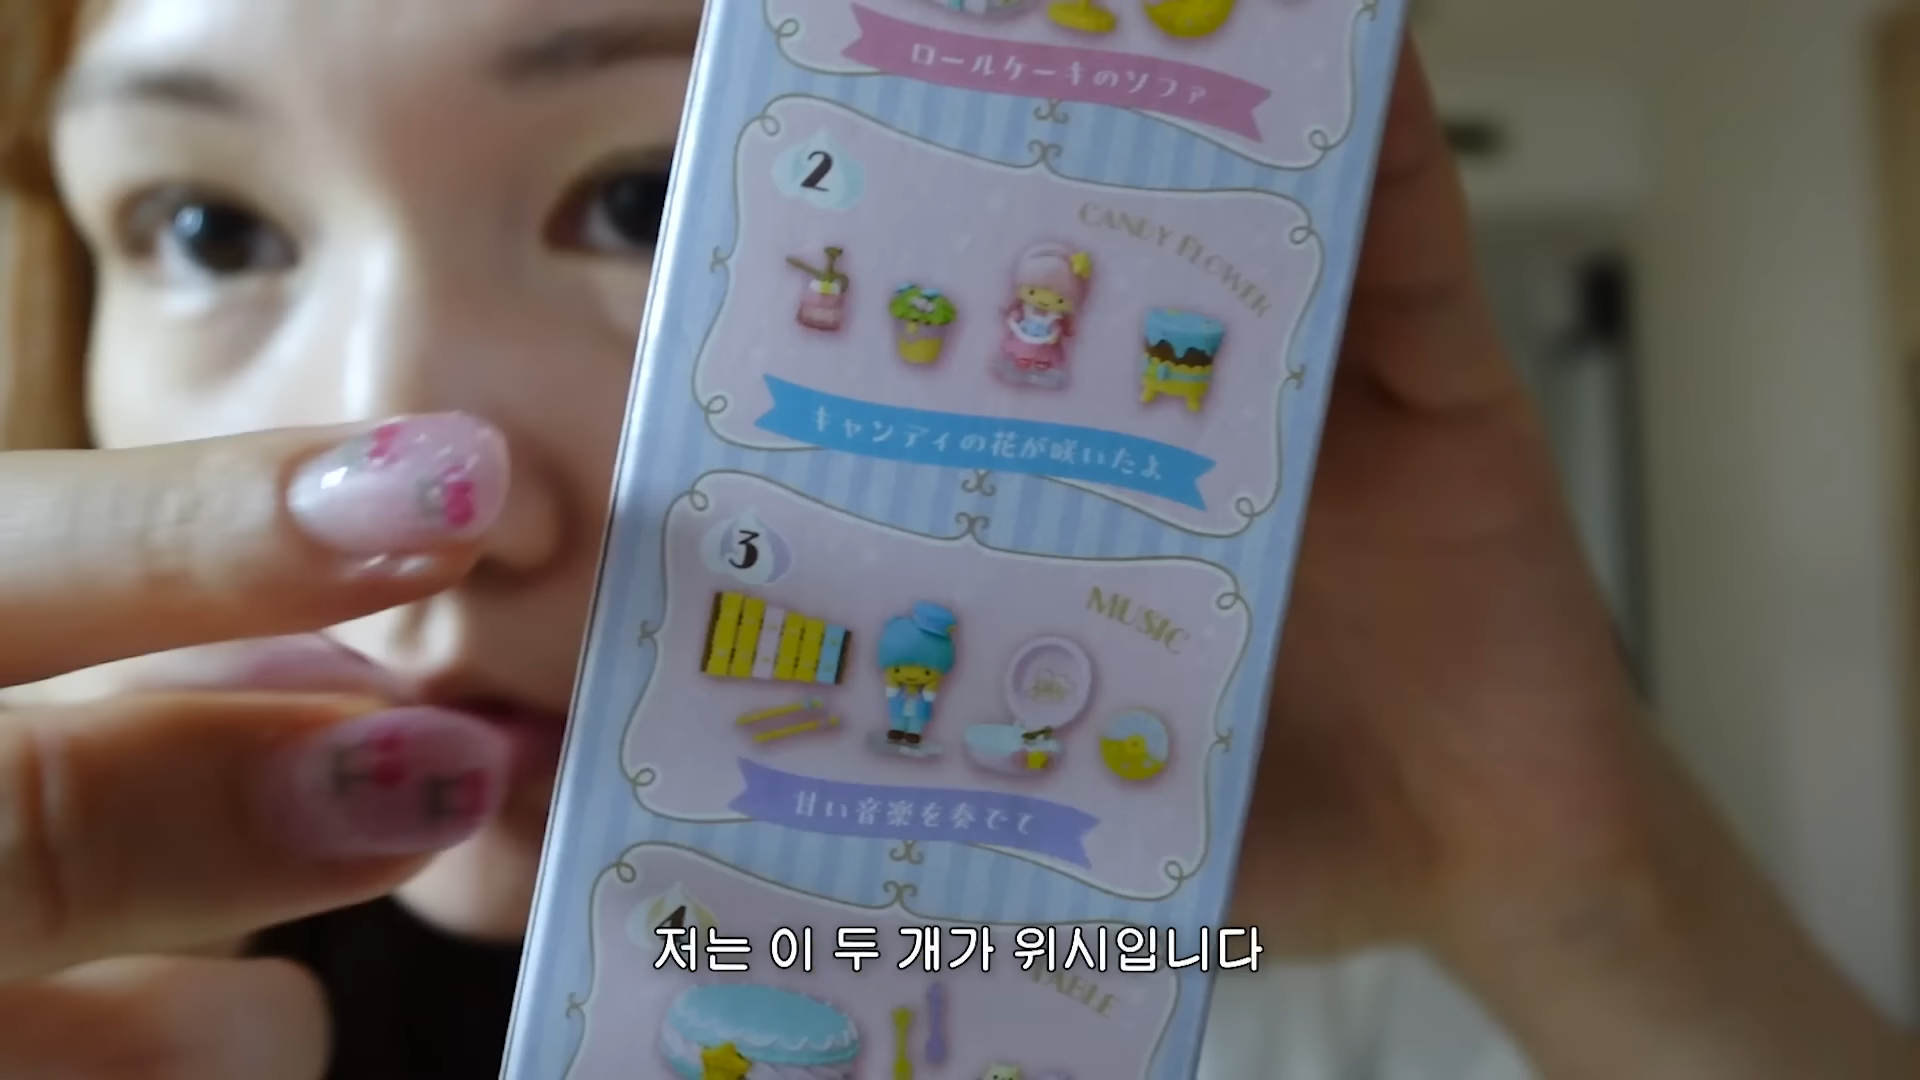 ロールケーキのソファ
2
CANDY FLOWER
キャンディの花が咲いたよ
3
MUSIC
甘い音楽を奏でて
4
TABLE
저는 이 두 개가 위시입니다